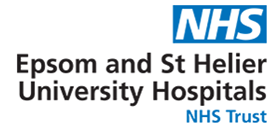 NHS
Epsom and St Helier
University Hospitals
NHS Trust